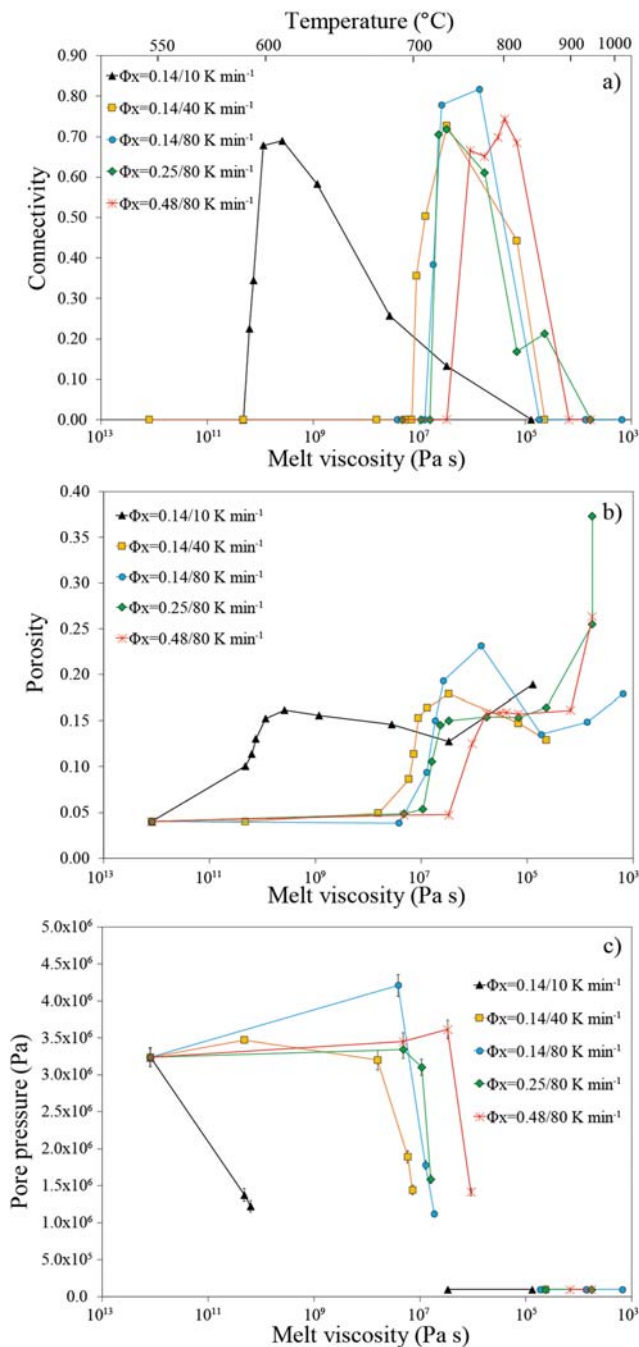 Temperature (°C)
550 600 700 800 900 1000
a)
0.90
0.80
0.70
0.60
0.50
0.40
0.30
0.20
0.10
0.00
Connectivity
Φx=0.14/10 K min⁻¹
Φx=0.14/40 K min⁻¹
Φx=0.14/80 K min⁻¹
Φx=0.25/80 K min⁻¹
Φx=0.48/80 K min⁻¹
10¹³ 10¹¹ 10⁹ 10⁷ 10⁵ 10³
Melt viscosity (Pa s)
b)
0.40
0.35
0.30
0.25
0.20
0.15
0.10
0.05
0.00
Porosity
Φx=0.14/10 K min⁻¹
Φx=0.14/40 K min⁻¹
Φx=0.14/80 K min⁻¹
Φx=0.25/80 K min⁻¹
Φx=0.48/80 K min⁻¹
10¹³ 10¹¹ 10⁹ 10⁷ 10⁵ 10³
Melt viscosity (Pa s)
c)
5.0x10⁶
4.5x10⁶
4.0x10⁶
3.5x10⁶
3.0x10⁶
2.5x10⁶
2.0x10⁶
1.5x10⁶
1.0x10⁶
5.0x10⁵
0.0
Pore pressure (Pa)
Φx=0.14/10 K min⁻¹
Φx=0.14/40 K min⁻¹
Φx=0.14/80 K min⁻¹
Φx=0.25/80 K min⁻¹
Φx=0.48/80 K min⁻¹
10¹³ 10¹¹ 10⁹ 10⁷ 10⁵ 10³
Melt viscosity (Pa s)